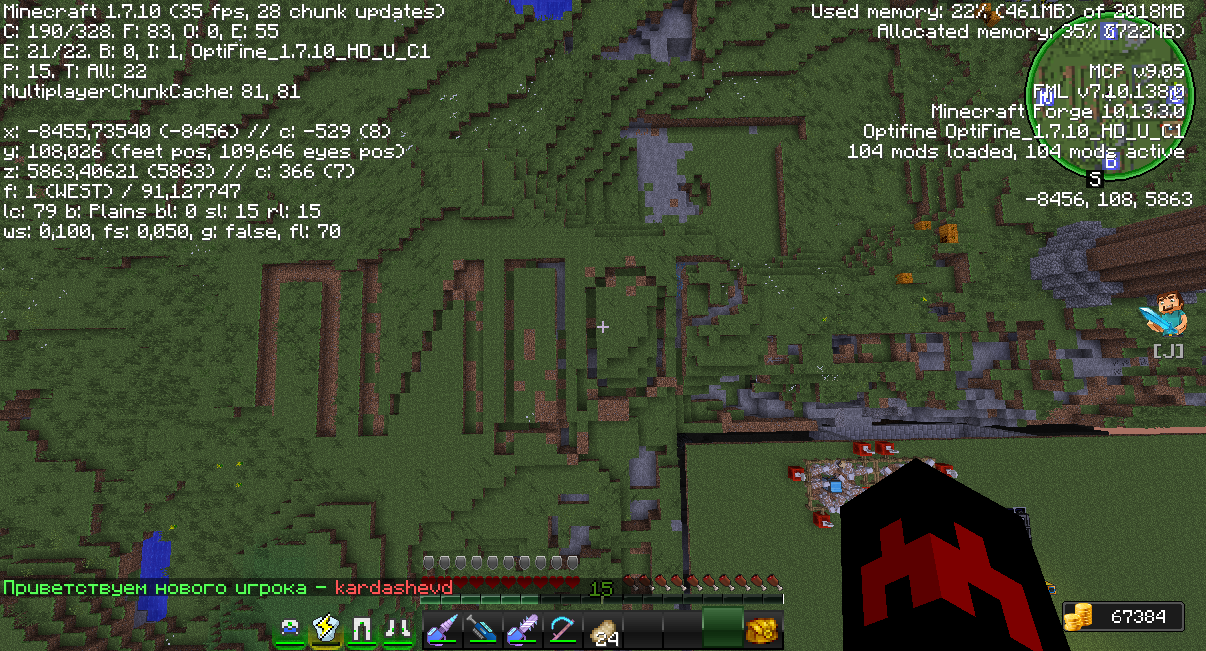 Minecraft 1.7.10 (35 fps, 28 chunk updates)
C: 190/328. F: 83, O: 0, E: 55
E: 21/22. B: 0, I: 1, OptiFine_1.7.10_HD_U_C1
P: 15. T: All: 22
MultiplayerChunkCache: 81, 81
x: -8455,73540 (-8456) // c: -529 (8)
y: 108,026 (feet pos, 109,646 eyes pos)
z: 5863,40621 (5863) // c: 366 (7)
f: 1 (WEST) / 91,127747
lc: 79 b: Plains bl: 0 sl: 15 rl: 15
ws: 0,100, fs: 0,050, g: false, fl: 70
Used memory: 22% (461MB) of 2018MB
Allocated memory: 35% (722MB)
MCP v9.05
FML v7.10.138.0
Minecraft Forge 10.13.3.0
Optifine OptiFine_1.7.10_HD_U_C1
104 mods loaded, 104 mods active
В
S
-8456, 108, 5863
[J]
ПИДОР
Приветствуем нового игрока - kardashevd
15
24
67384